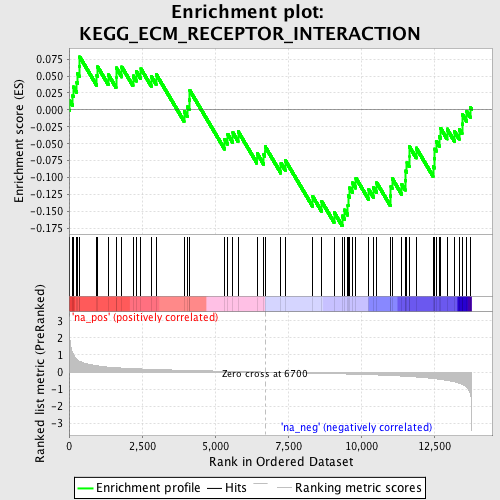 Enrichment plot:
KEGG_ECM_RECEPTOR_INTERACTION
Enrichment score (ES)
0.075
0.050
0.025
0.000
-0.025
-0.050
-0.075
-0.100
-0.125
-0.150
-0.175
'na_pos' (positively correlated)
Ranked list metric (PreRanked)
3
2
1
0
-1
-2
-3
Zero cross at 6700
'na_neg' (negatively correlated)
0 2,500 5,000 7,500 10,000 12,500
Rank in Ordered Dataset
Enrichment profile Hits Ranking metric scores